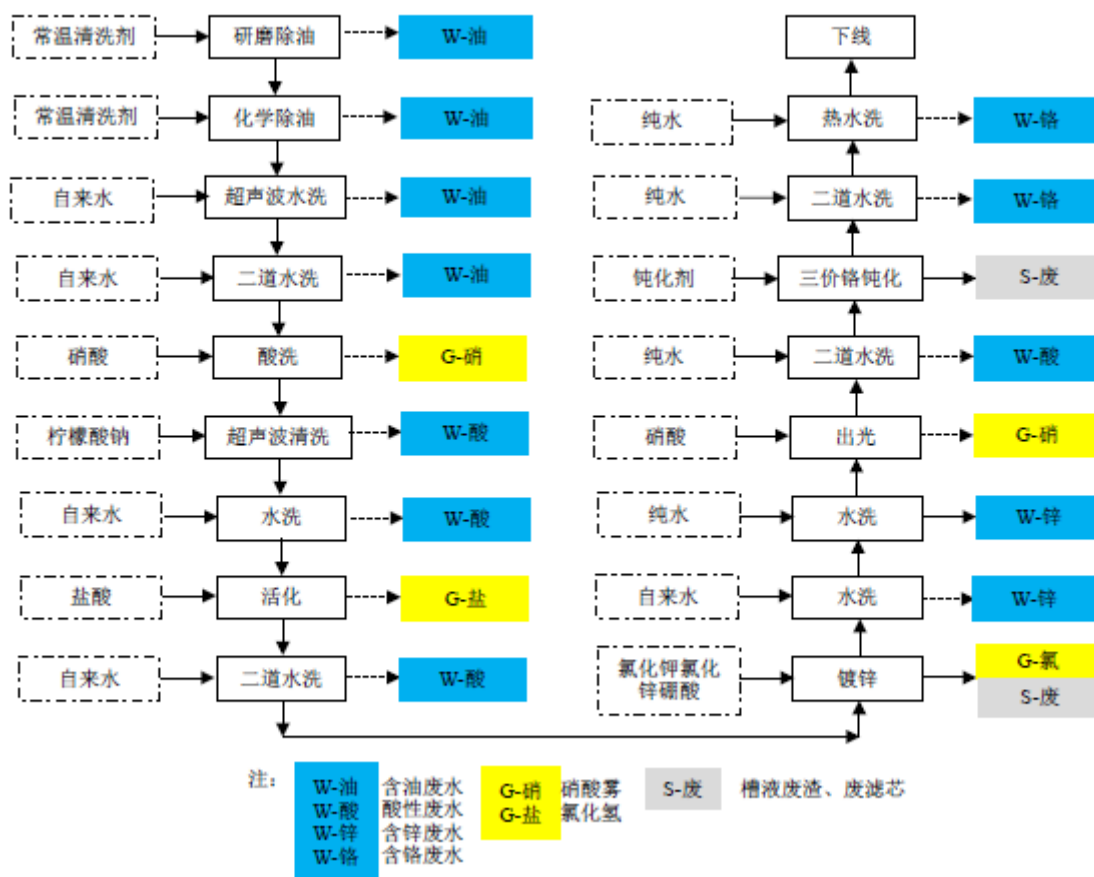 常温清洗剂
研磨除油
W-油
常温清洗剂
化学除油
W-油
自来水
超声波水洗
W-油
自来水
二道水洗
W-油
硝酸
酸洗
G-硝
柠檬酸钠
超声波清洗
W-酸
自来水
水洗
W-酸
盐酸
活化
G-盐
自来水
二道水洗
W-酸
下线
纯水
热水洗
W-铬
纯水
二道水洗
W-铬
钝化剂
三价铬钝化
S-废
纯水
二道水洗
W-酸
硝酸
出光
G-硝
纯水
水洗
W-锌
自来水
水洗
W-锌
氯化钾氯化
锌硼酸
镀锌
G-氯
S-废
注:
W-油 含油废水
W-酸 酸性废水
W-锌 含锌废水
W-铬 含铬废水
G-硝 硝酸雾
G-盐 氯化氢
S-废 槽液废渣、废滤芯